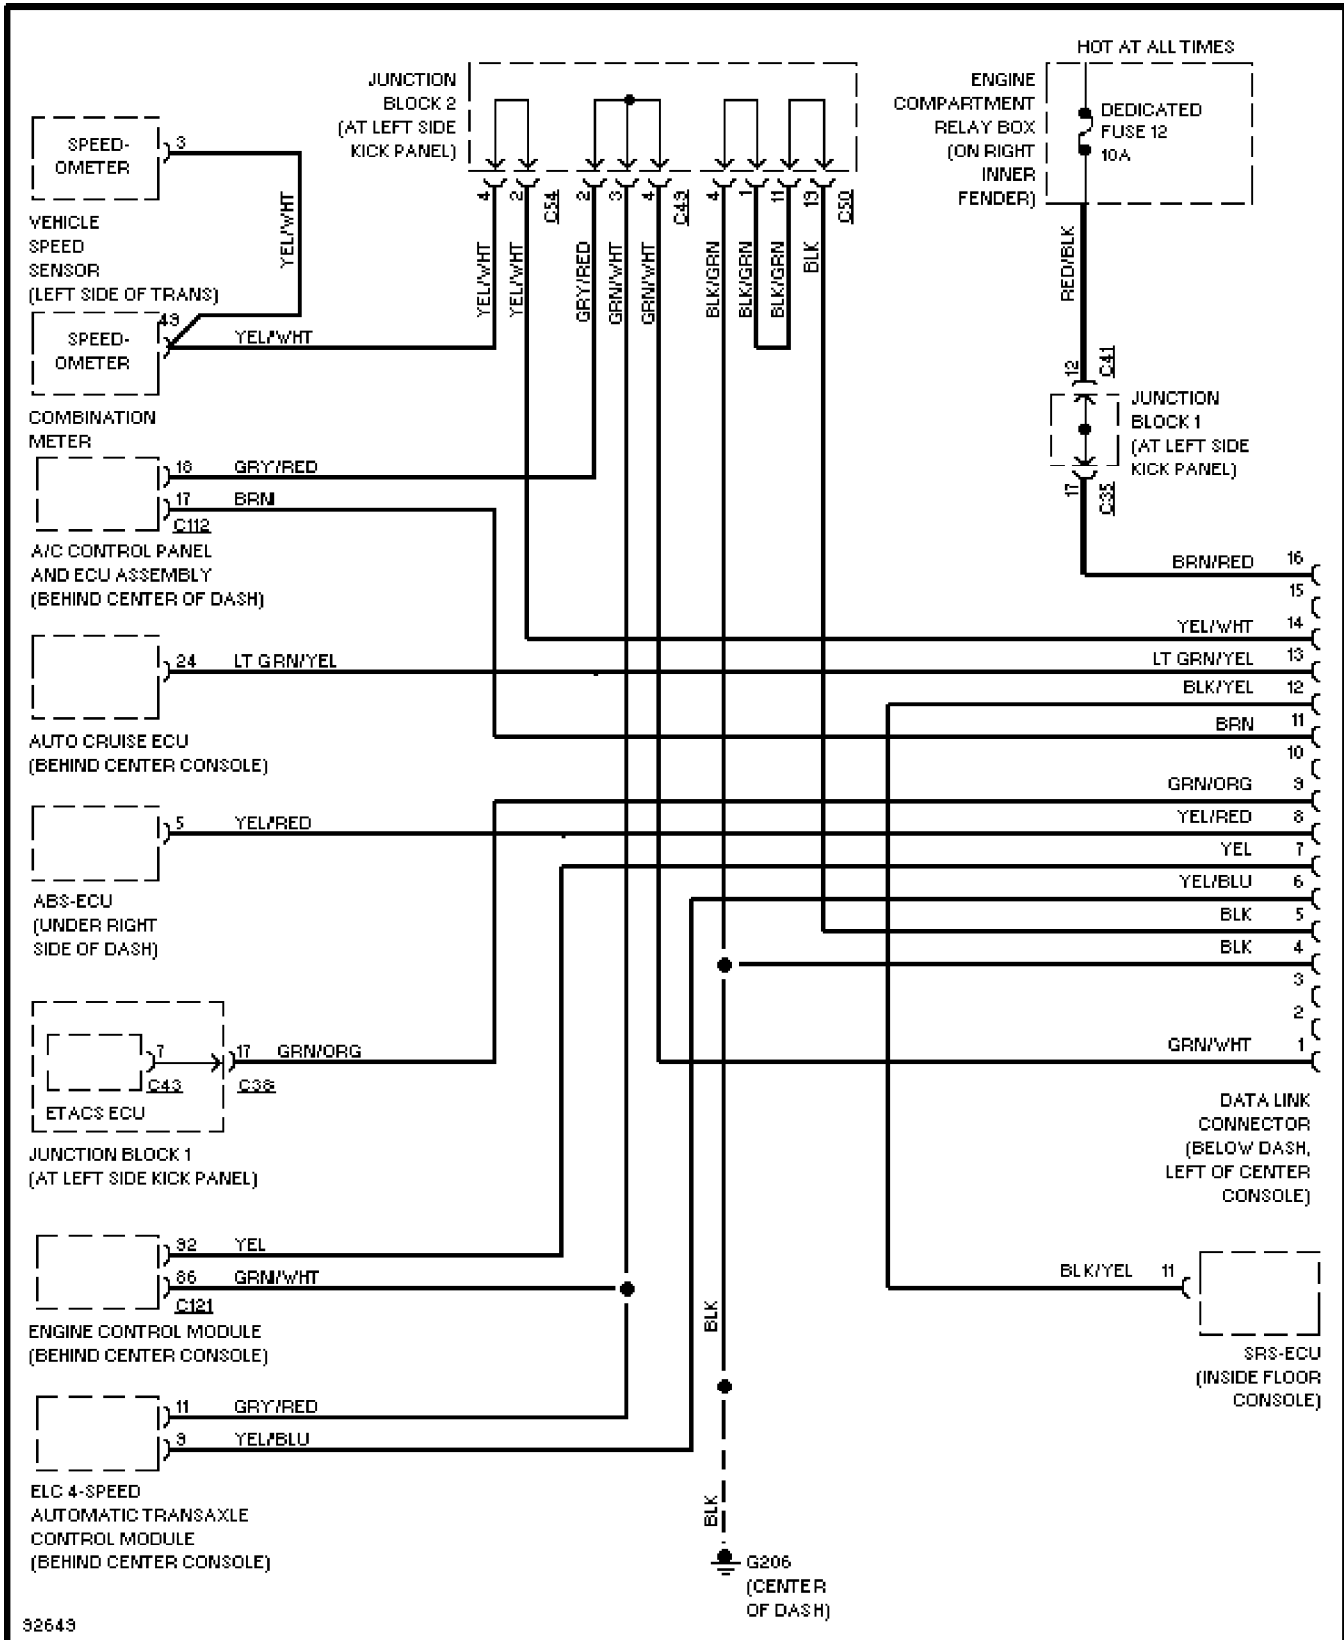 HOT AT ALL TIMES
JUNCTION
BLOCK 2
(AT LEFT SIDE
KICK PANEL)
ENGINE
COMPARTMENT
RELAY BOX
(ON RIGHT
INNER
FENDER)
DEDICATED
FUSE 12
10A
SPEED-
OMETER
3
VEHICLE
SPEED
SENSOR
(LEFT SIDE OF TRANS)
YEL/WHT
4
2
C54
2
3
4
C49
4
1
11
19
C50
YEL/WHT
YEL/WHT
GRY/RED
GRN/WHT
GRN/WHT
BLK/GRN
BLK/GRN
BLK/GRN
BLK
RED/BLK
SPEED-
OMETER
49
YEL/WHT
COMBINATION
METER
12
C41
JUNCTION
BLOCK 1
(AT LEFT SIDE
KICK PANEL)
17
C35
18 GRY/RED
17 BRN
C112
A/C CONTROL PANEL
AND ECU ASSEMBLY
(BEHIND CENTER OF DASH)
24 LT GRN/YEL
AUTO CRUISE ECU
(BEHIND CENTER CONSOLE)
5 YEL/RED
ABS-ECU
(UNDER RIGHT
SIDE OF DASH)
7
C43
17 GRN/ORG
C38
ETACS ECU
JUNCTION BLOCK 1
(AT LEFT SIDE KICK PANEL)
92 YEL
86 GRN/WHT
C121
ENGINE CONTROL MODULE
(BEHIND CENTER CONSOLE)
11 GRY/RED
9 YEL/BLU
ELC 4-SPEED
AUTOMATIC TRANSAXLE
CONTROL MODULE
(BEHIND CENTER CONSOLE)
BRN/RED 16
15
YEL/WHT 14
LT GRN/YEL 13
BLK/YEL 12
BRN 11
10
GRN/ORG 9
YEL/RED 8
YEL 7
YEL/BLU 6
BLK 5
BLK 4
3
2
GRN/WHT 1
DATA LINK
CONNECTOR
(BELOW DASH,
LEFT OF CENTER
CONSOLE)
BLK/YEL 11
SRS-ECU
(INSIDE FLOOR
CONSOLE)
BLK
BLK
G206
(CENTER
OF DASH)
92649